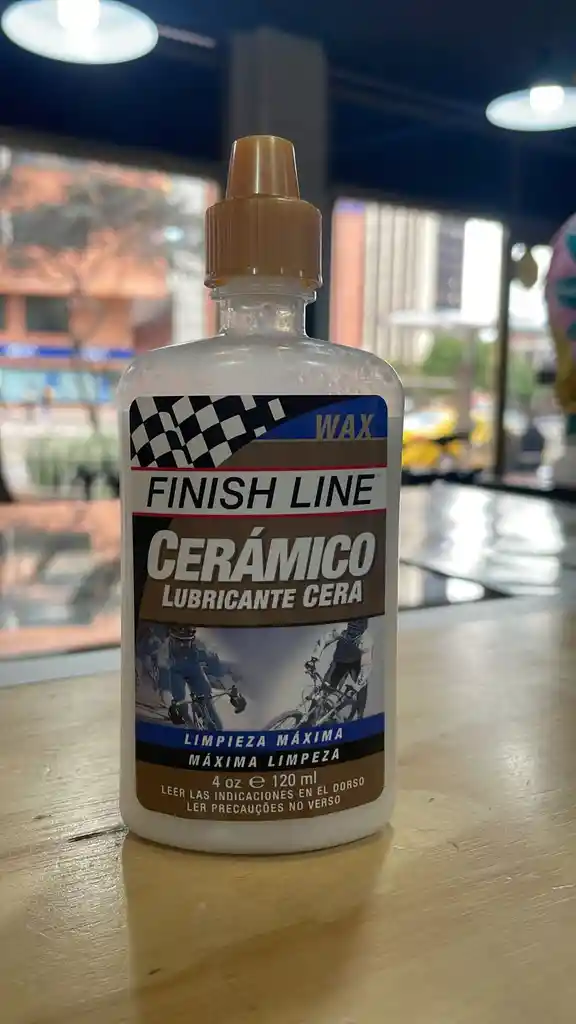 WAX
FINISH LINE
CERÁMICO
LUBRICANTE CERA
LIMPIEZA MÁXIMA
MÁXIMA LIMPEZA
4 oz ℮ 120 ml
LEER LAS INDICACIONES EN EL DORSO
LER PRECAUÇÕES NO VERSO